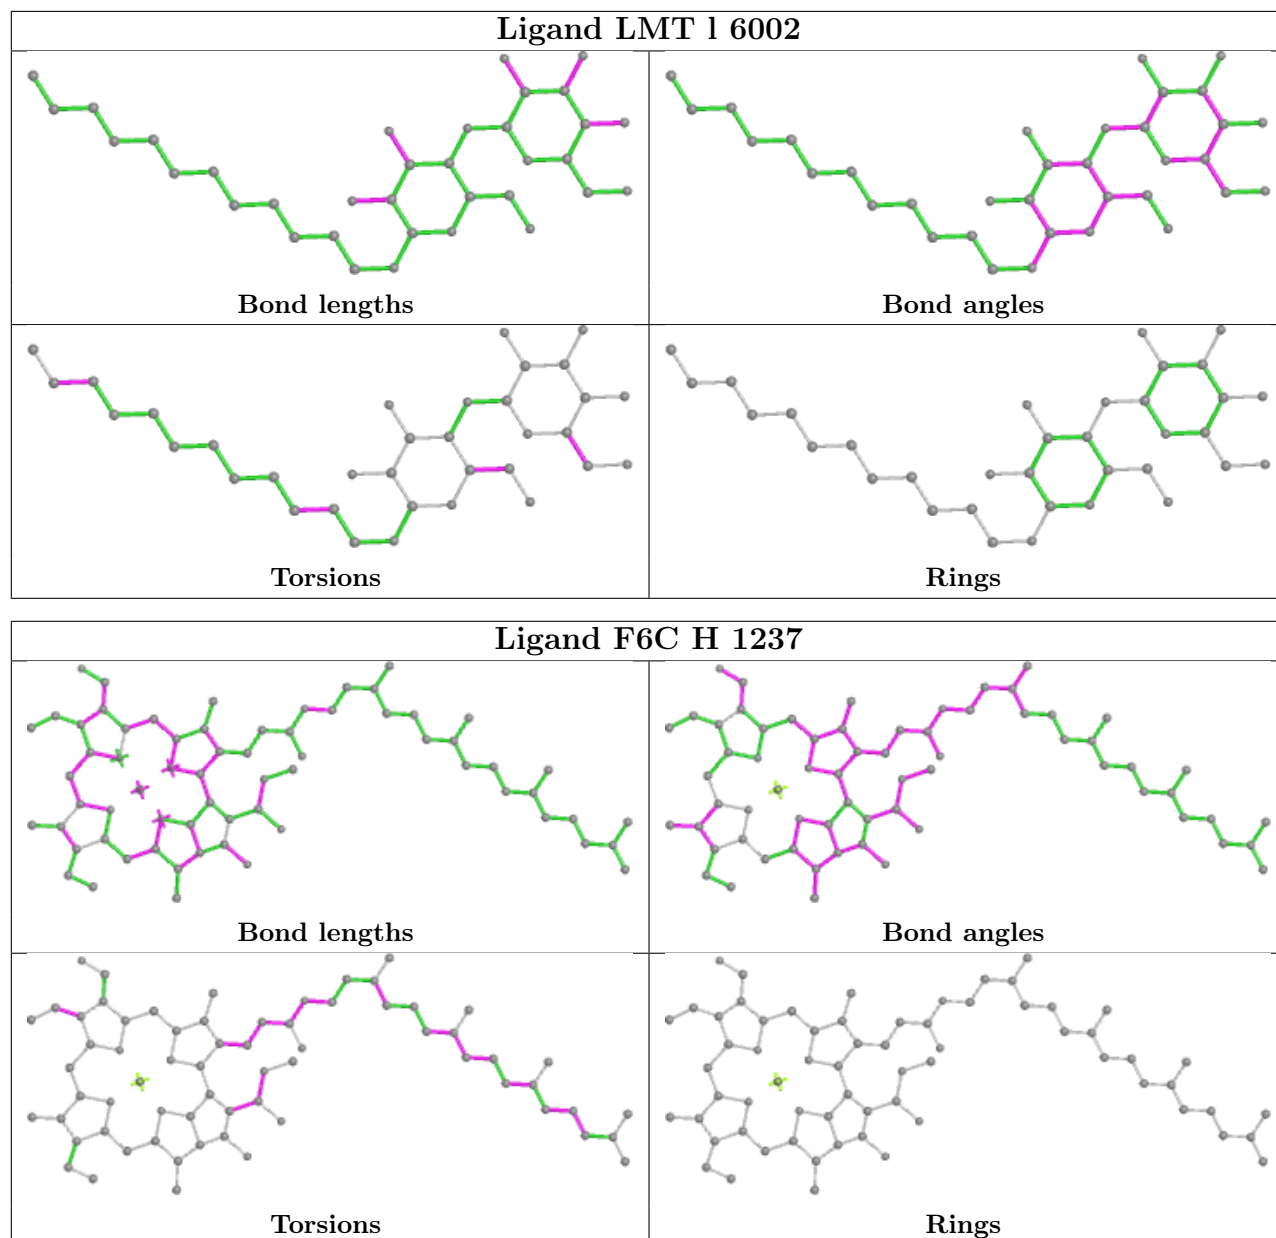 Ligand LMT l 6002
Bond lengths
Bond angles
Torsions
Rings
Ligand F6C H 1237
Bond lengths
Bond angles
Torsions
Rings